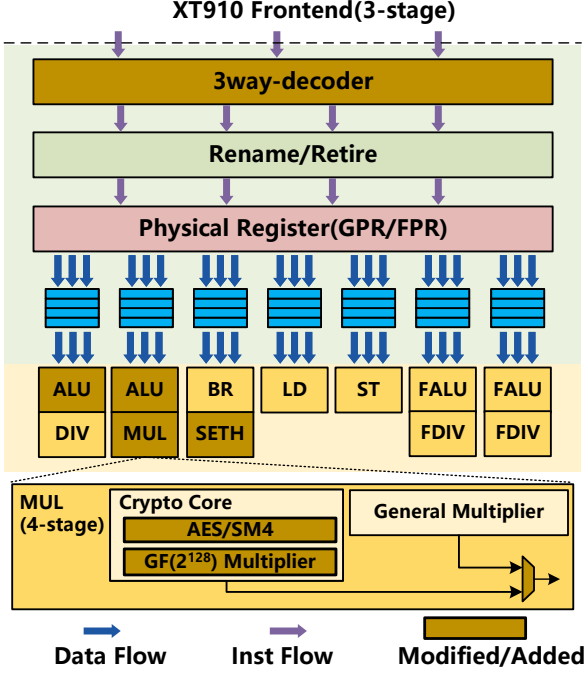 XT910 Frontend(3-stage)
3way-decoder
Rename/Retire
Physical Register(GPR/FPR)
ALU ALU BR LD ST FALU FALU
DIV MUL SETH FDIV FDIV
MUL
(4-stage)
Crypto Core
AES/SM4
GF(2¹²⁸) Multiplier
General Multiplier
Data Flow Inst Flow Modified/Added